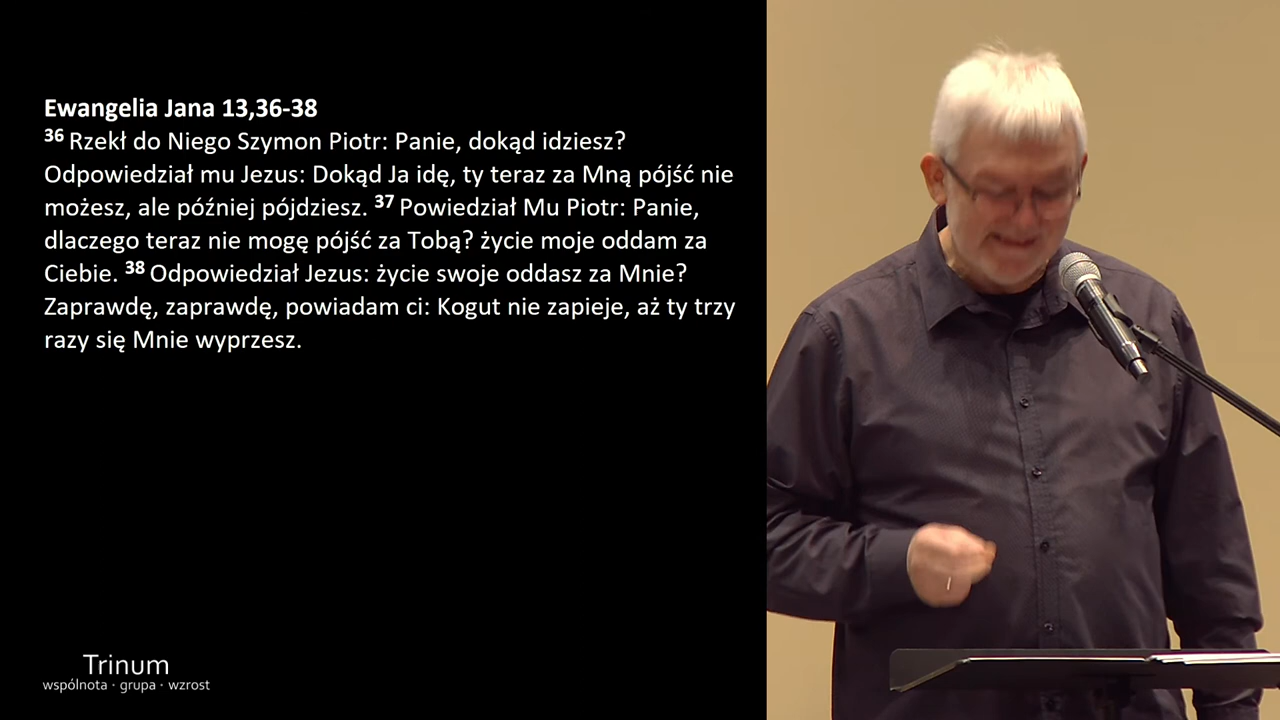 Ewangelia Jana 13,36-38
36 Rzekł do Niego Szymon Piotr: Panie, dokąd idziesz?
Odpowiedział mu Jezus: Dokąd Ja idę, ty teraz za Mną pójść nie
możesz, ale później pójdziesz. 37 Powiedział Mu Piotr: Panie,
dlaczego teraz nie mogę pójść za Tobą? życie moje oddam za
Ciebie. 38 Odpowiedział Jezus: życie swoje oddasz za Mnie?
Zaprawdę, zaprawdę, powiadam ci: Kogut nie zapieje, aż ty trzy
razy się Mnie wyprzesz.
Trinum
wspólnota · grupa · wzrost